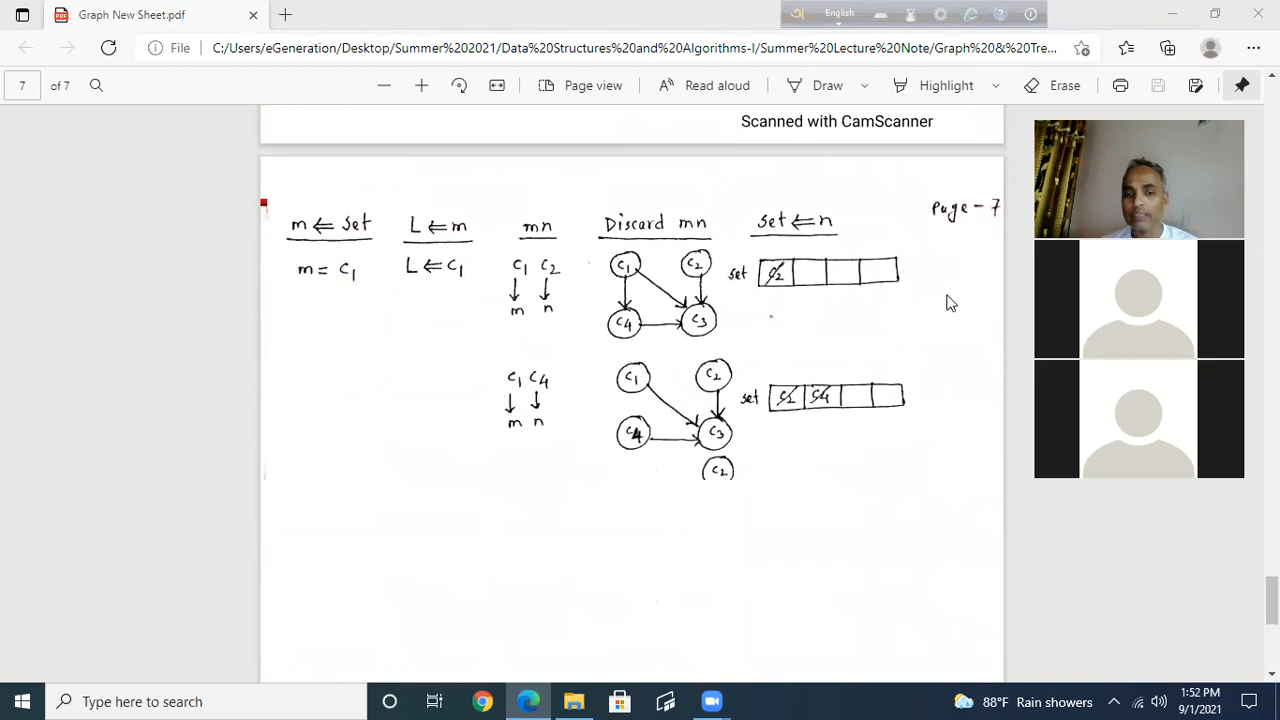 Graph New Sheet.pdf
English
File
C:/Users/eGeneration/Desktop/Summer%202021/Data%20Structures%20and%20Algorithms-I/Summer%20Lecture%20Note/Graph%20&%20Tre...
7 of 7
Page view
Read aloud
Draw
Highlight
Erase
Scanned with CamScanner
Page - 7
m ⇐ set L ⇐ m mn Discard mn set ⇐ n
m = C1 L ⇐ C1 C1 C2 C1 C2 set C2
m n C4 C3
C1 C4 C1 C2 set C2 C4
m n C4 C3
C2
Type here to search
88°F Rain showers
1:52 PM
9/1/2021